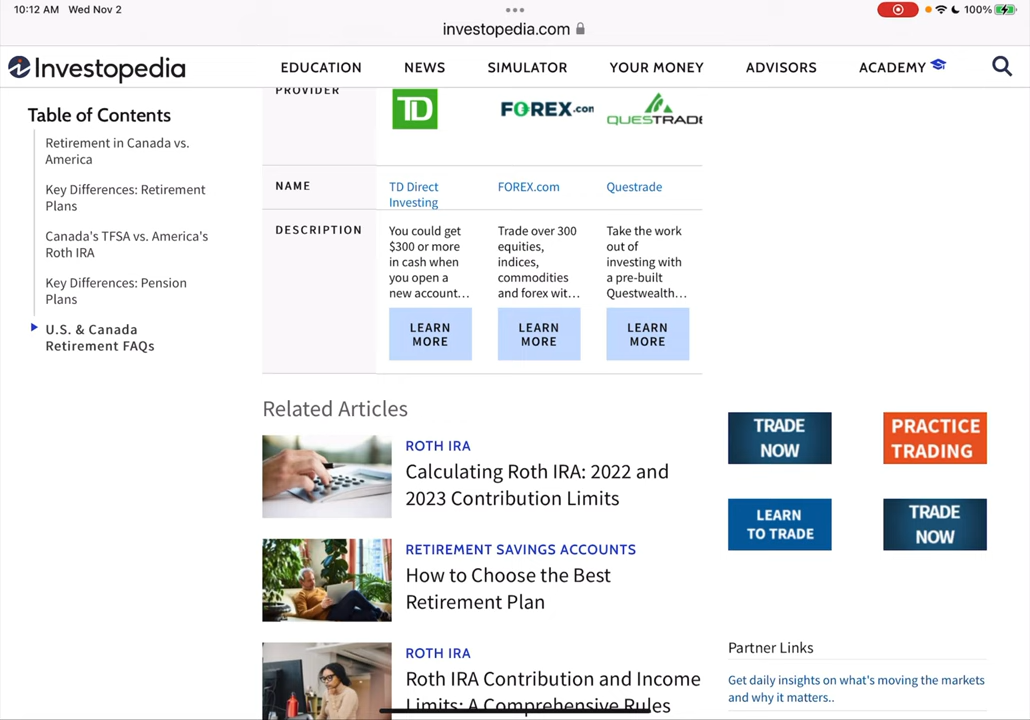 10:12 AM Wed Nov 2
100%
investopedia.com
Investopedia
EDUCATION
NEWS
SIMULATOR
YOUR MONEY
ADVISORS
ACADEMY
Table of Contents
Retirement in Canada vs.
America
Key Differences: Retirement
Plans
Canada's TFSA vs. America's
Roth IRA
Key Differences: Pension
Plans
U.S. & Canada
Retirement FAQs
PROVIDER
TD
FOREX.com
QUESTRADE
NAME
TD Direct
Investing
FOREX.com
Questrade
DESCRIPTION
You could get
$300 or more
in cash when
you open a
new account...
Trade over 300
equities,
indices,
commodities
and forex wit...
Take the work
out of
investing with
a pre-built
Questwealth...
LEARN
MORE
LEARN
MORE
LEARN
MORE
Related Articles
ROTH IRA
Calculating Roth IRA: 2022 and
2023 Contribution Limits
RETIREMENT SAVINGS ACCOUNTS
How to Choose the Best
Retirement Plan
ROTH IRA
Roth IRA Contribution and Income
Limits: A Comprehensive Rules
TRADE
NOW
PRACTICE
TRADING
LEARN
TO TRADE
TRADE
NOW
Partner Links
Get daily insights on what's moving the markets
and why it matters..